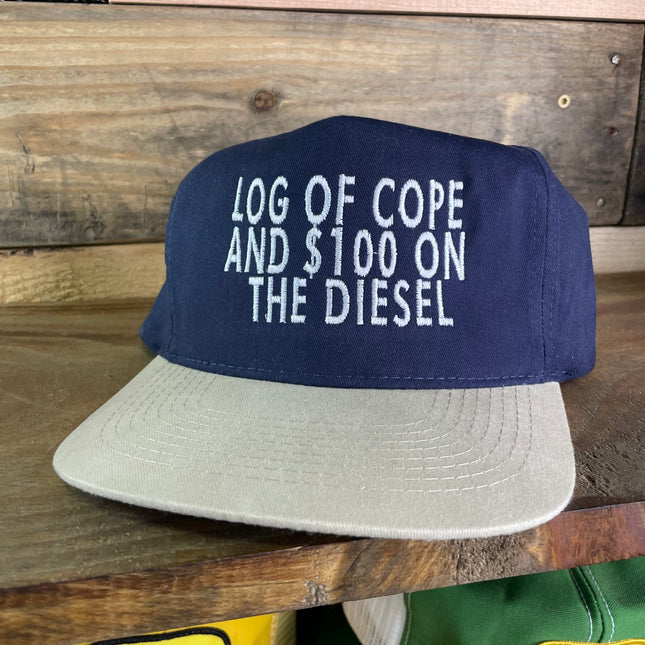 LOG OF COPE
AND $100 ON
THE DIESEL